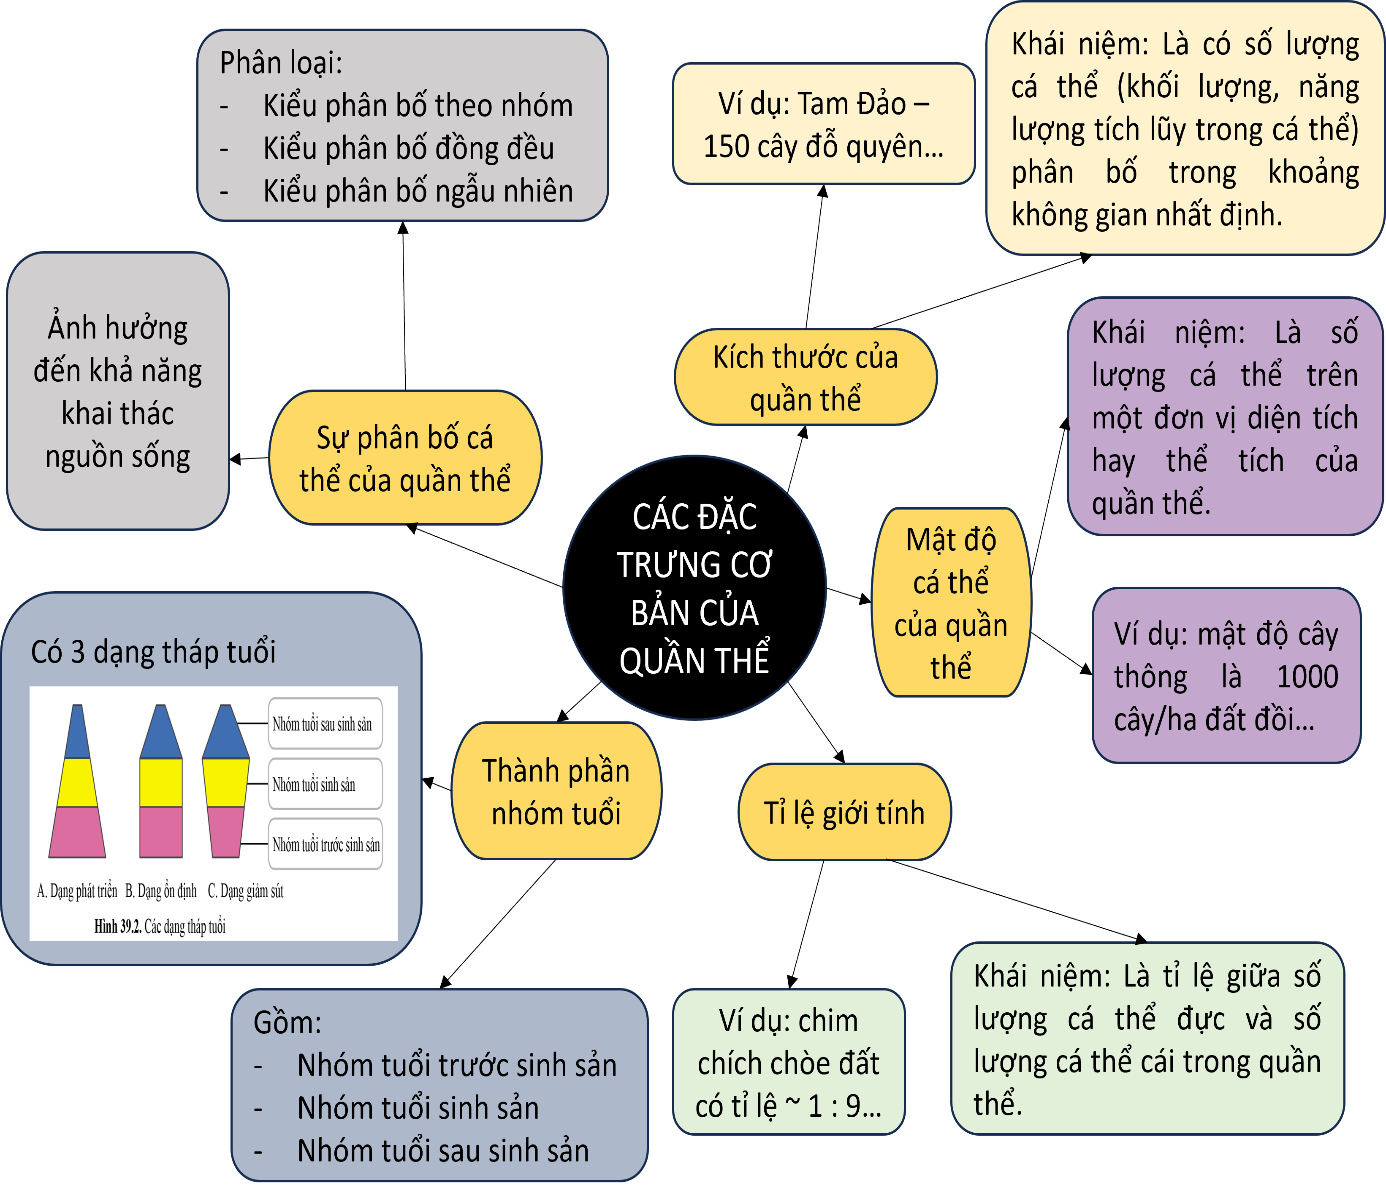 Phân loại:
- Kiểu phân bố theo nhóm
- Kiểu phân bố đồng đều
- Kiểu phân bố ngẫu nhiên
Ví dụ: Tam Đảo –
150 cây đỗ quyên...
Khái niệm: Là có số lượng
cá thể (khối lượng, năng
lượng tích lũy trong cá thể)
phân bố trong khoảng
không gian nhất định.
Ảnh hưởng
đến khả năng
khai thác
nguồn sống
Sự phân bố cá
thể của quần thể
Kích thước của
quần thể
Khái niệm: Là số
lượng cá thể trên
một đơn vị diện tích
hay thể tích của
quần thể.
CÁC ĐẶC
TRƯNG CƠ
BẢN CỦA
QUẦN THỂ
Mật độ
cá thể
của quần
thể
Ví dụ: mật độ cây
thông là 1000
cây/ha đất đồi...
Có 3 dạng tháp tuổi
Nhóm tuổi sau sinh sản
Nhóm tuổi sinh sản
Nhóm tuổi trước sinh sản
A. Dạng phát triển B. Dạng ổn định C. Dạng giảm sút
Hình 39.2. Các dạng tháp tuổi
Thành phần
nhóm tuổi
Tỉ lệ giới tính
Gồm:
- Nhóm tuổi trước sinh sản
- Nhóm tuổi sinh sản
- Nhóm tuổi sau sinh sản
Ví dụ: chim
chích chòe đất
có tỉ lệ ~ 1 : 9...
Khái niệm: Là tỉ lệ giữa số
lượng cá thể đực và số
lượng cá thể cái trong quần
thể.